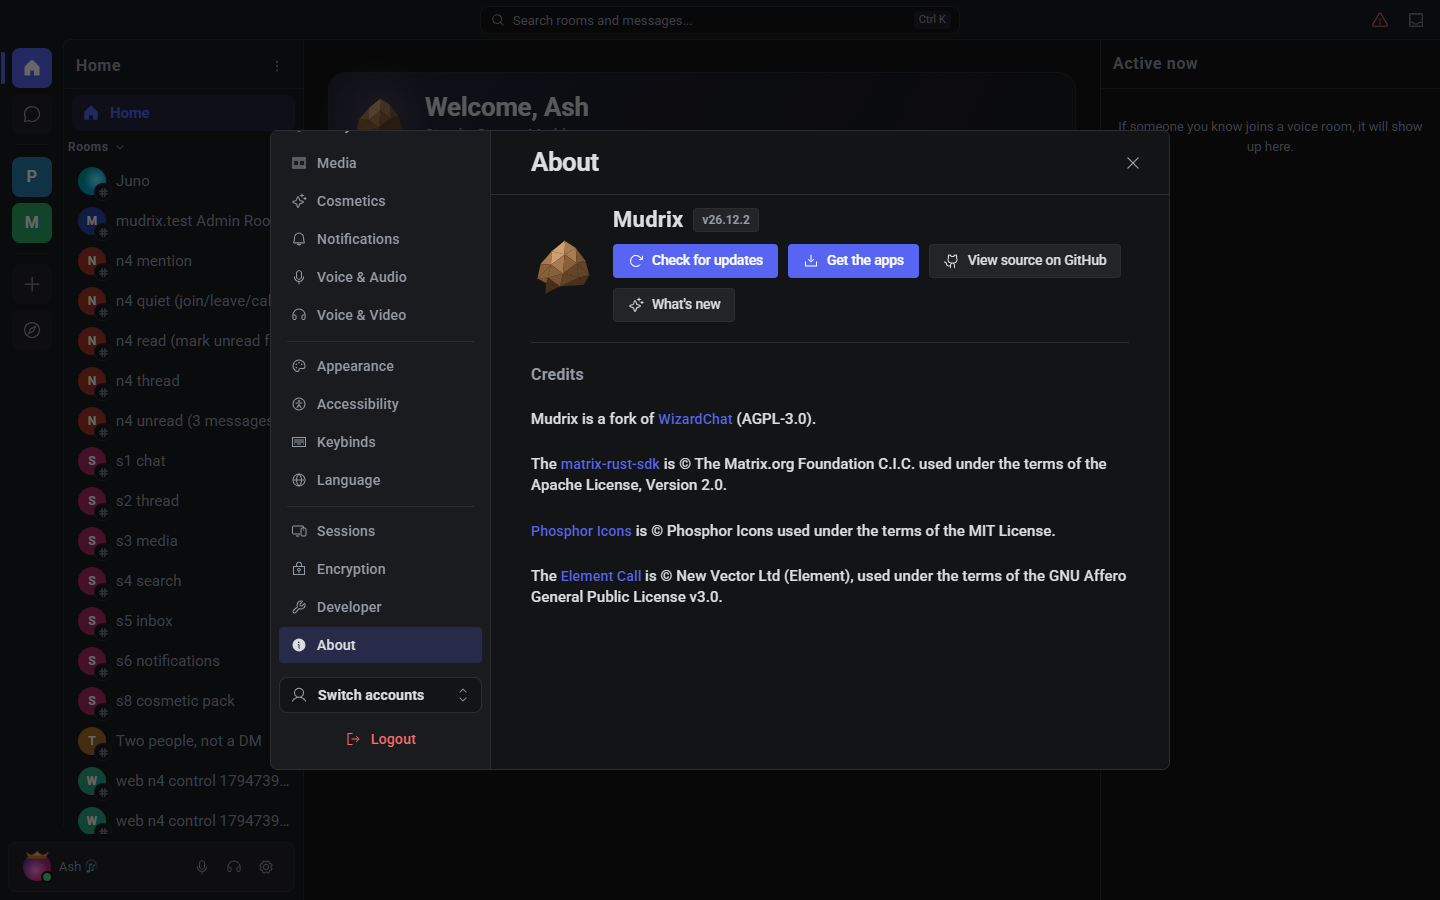 Search rooms and messages...
Ctrl K
Home
Active now
Home
Welcome, Ash
If someone you know joins a voice room, it will show
up here.
Rooms
P
M
Juno
M mudrix.test Admin Roo
N n4 mention
N n4 quiet (join/leave/cal
N n4 read (mark unread f
N n4 thread
N n4 unread (3 messages
S s1 chat
S s2 thread
S s3 media
S s4 search
S s5 inbox
S s6 notifications
S s8 cosmetic pack
T Two people, not a DM
W web n4 control 1794739...
W web n4 control 1794739...
Ash
Media
Cosmetics
Notifications
Voice & Audio
Voice & Video
Appearance
Accessibility
Keybinds
Language
Sessions
Encryption
Developer
About
Switch accounts
Logout
About
Mudrix v26.12.2
Check for updates
Get the apps
View source on GitHub
What's new
Credits
Mudrix is a fork of WizardChat (AGPL-3.0).
The matrix-rust-sdk is © The Matrix.org Foundation C.I.C. used under the terms of the
Apache License, Version 2.0.
Phosphor Icons is © Phosphor Icons used under the terms of the MIT License.
The Element Call is © New Vector Ltd (Element), used under the terms of the GNU Affero
General Public License v3.0.